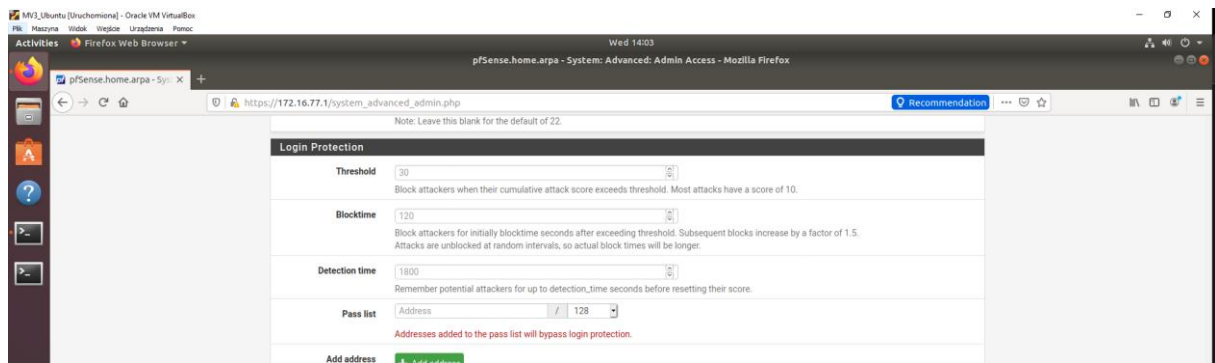 MV3_Ubuntu [Uruchomiona] - Oracle VM VirtualBox
Plik Maszyna Widok Wejście Urządzenia Pomoc
Activities Firefox Web Browser Wed 14:03
pfSense.home.arpa - System: Advanced: Admin Access - Mozilla Firefox
pfSense.home.arpa - Sys
https://172.16.77.1/system_advanced_admin.php Recommendation
Note: Leave this blank for the default of 22.
Login Protection
Threshold 30
Block attackers when their cumulative attack score exceeds threshold. Most attacks have a score of 10.
Blocktime 120
Block attackers for initially blocktime seconds after exceeding threshold. Subsequent blocks increase by a factor of 1.5.
Attacks are unblocked at random intervals, so actual block times will be longer.
Detection time 1800
Remember potential attackers for up to detection_time seconds before resetting their score.
Pass list Address / 128
Addresses added to the pass list will bypass login protection.
Add address + Add address